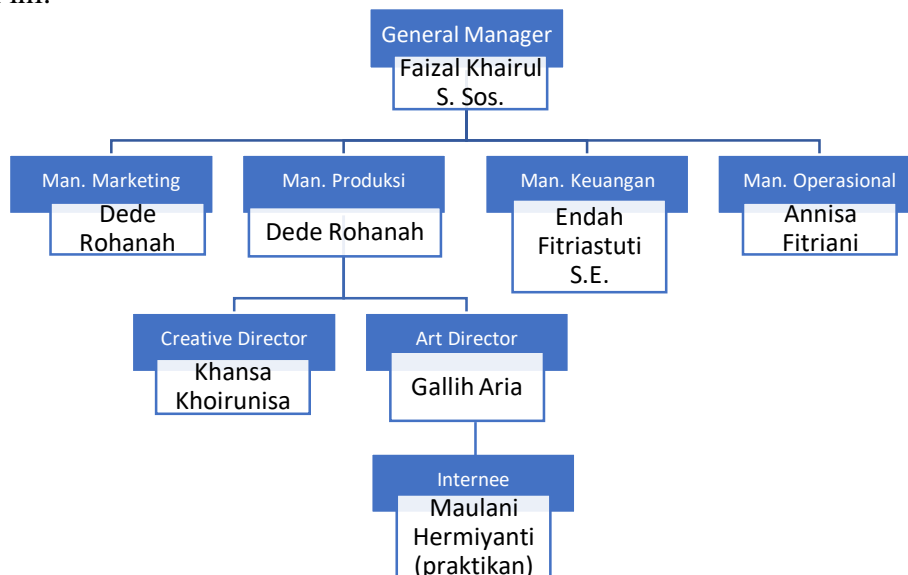 General Manager
Faizal Khairul
S. Sos.
Man. Marketing
Dede
Rohanah
Man. Produksi
Dede Rohanah
Man. Keuangan
Endah
Fitriastuti
S.E.
Man. Operasional
Annisa
Fitriani
Creative Director
Khansa
Khoirunisa
Art Director
Gallih Aria
Internee
Maulani
Hermiyanti
(praktikan)